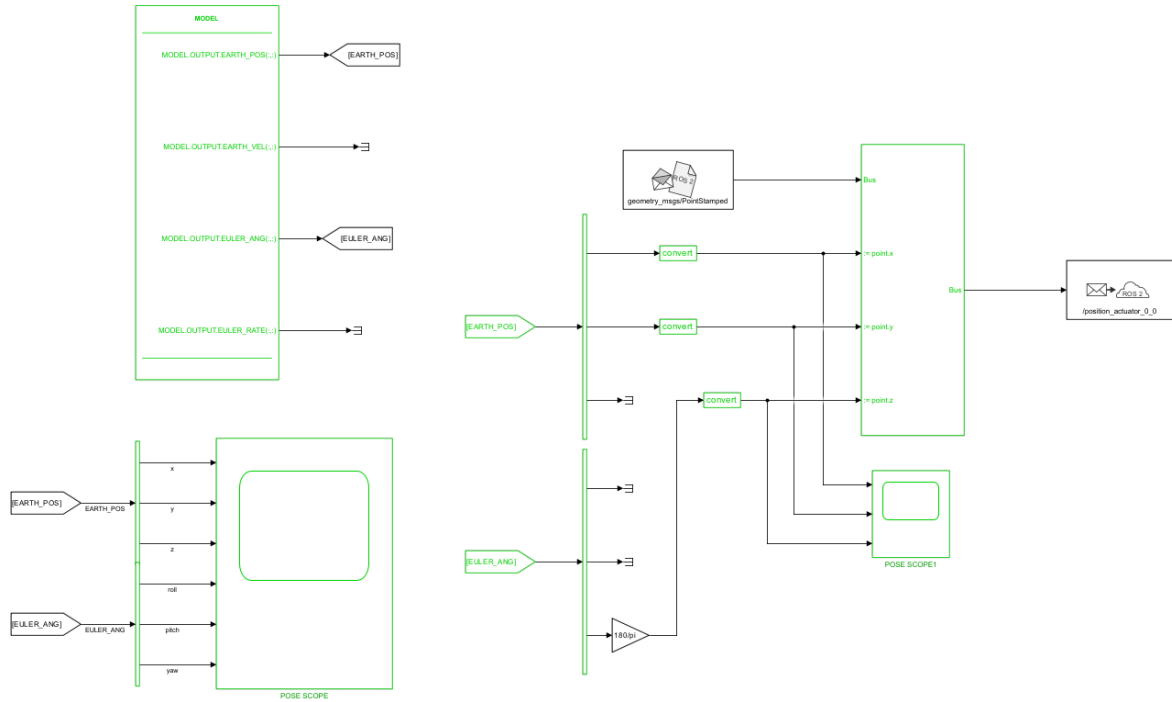 MODEL
MODEL.OUTPUT.EARTH_POS(:,:)
[EARTH_POS]
MODEL.OUTPUT.EARTH_VEL(:,:)
MODEL.OUTPUT.EULER_ANG(:,:)
[EULER_ANG]
MODEL.OUTPUT.EULER_RATE(:,:)
ROS 2
geometry_msgs/PointStamped
Bus
convert
:= point.x
Bus
ROS 2
/position_actuator_0_0
[EARTH_POS]
convert
:= point.y
convert
:= point.z
[EARTH_POS]
EARTH_POS
x
y
z
[EULER_ANG]
EULER_ANG
roll
pitch
yaw
POSE SCOPE
[EULER_ANG]
180/pi
POSE SCOPE1